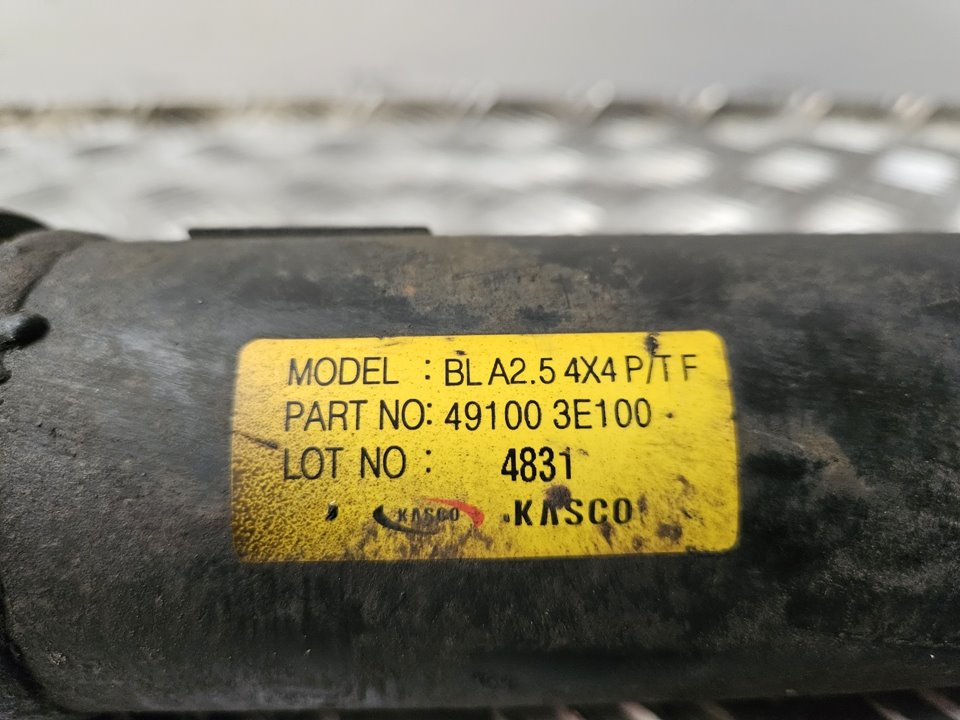 MODEL : BL A2.5 4X4 P/T F
PART NO: 49100 3E100
LOT NO : 4831
KASCO KASCO